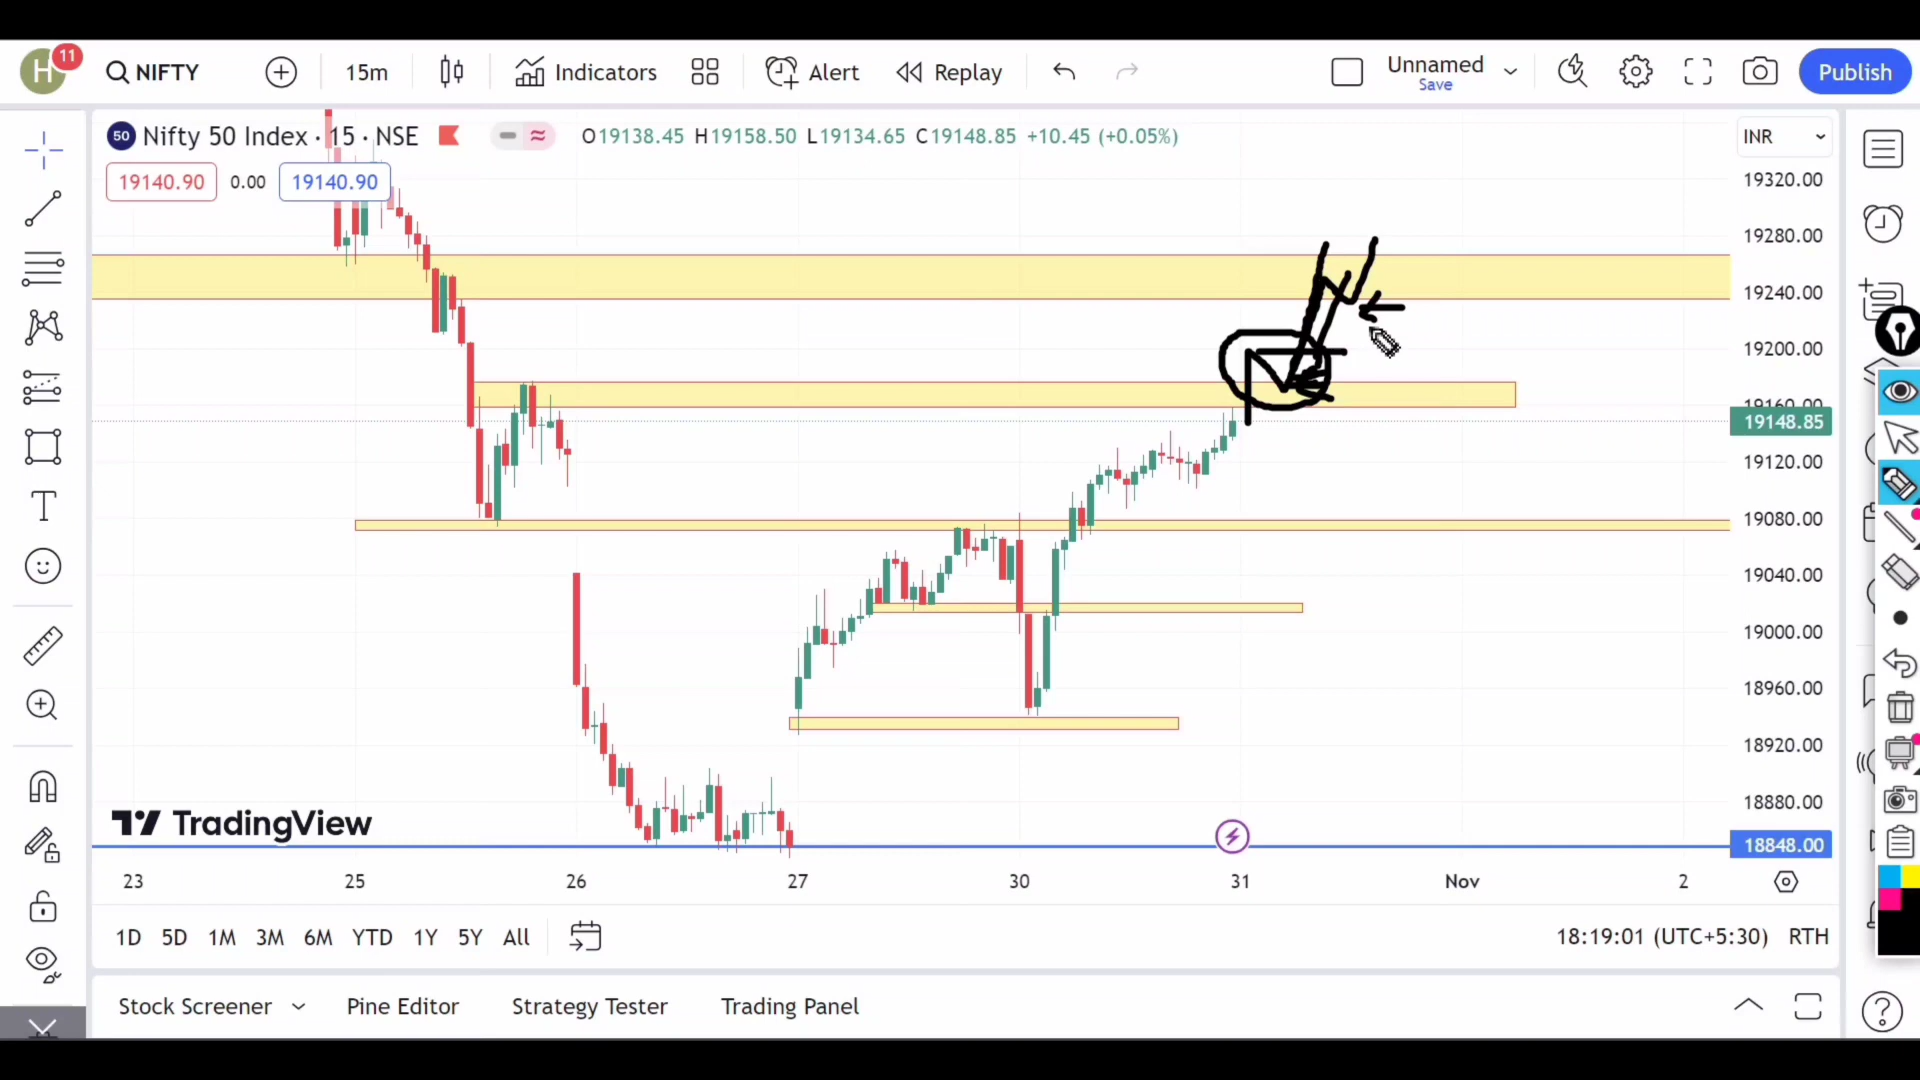 H 11 NIFTY 15m Indicators Alert Replay Unnamed Save Publish
50 Nifty 50 Index · 15 · NSE O19138.45 H19158.50 L19134.65 C19148.85 +10.45 (+0.05%) INR
19140.90 0.00 19140.90
19320.00
19280.00
19240.00
19200.00
19160.00
19148.85
19120.00
19080.00
19040.00
19000.00
18960.00
18920.00
18880.00
TradingView
18848.00
23 25 26 27 30 31 Nov 2
1D 5D 1M 3M 6M YTD 1Y 5Y All 18:19:01 (UTC+5:30) RTH
Stock Screener Pine Editor Strategy Tester Trading Panel